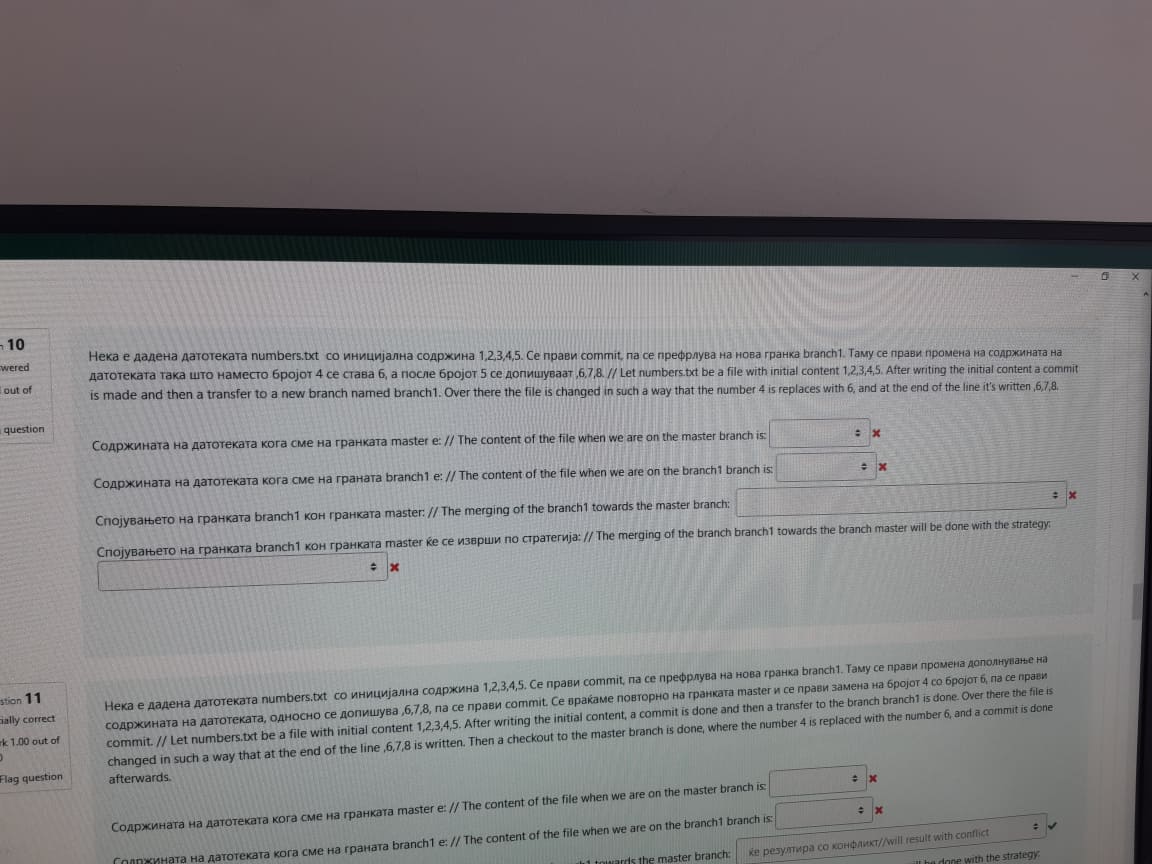 10
wered
out of
question
Нека е дадена датотеката numbers.txt со иницијална содржина 1,2,3,4,5. Се прави commit, па се префрлува на нова гранка branch1. Таму се прави промена на содржината на
датотеката така што наместо бројот 4 се става 6, а после бројот 5 се допишуваат ,6,7,8. // Let numbers.txt be a file with initial content 1,2,3,4,5. After writing the initial content a commit
is made and then a transfer to a new branch named branch1. Over there the file is changed in such a way that the number 4 is replaces with 6, and at the end of the line it's written ,6,7,8.
Содржината на датотеката кога сме на гранката master е: // The content of the file when we are on the master branch is:
Содржината на датотеката кога сме на граната branch1 е: // The content of the file when we are on the branch1 branch is:
Спојувањето на гранката branch1 кон гранката master: // The merging of the branch1 towards the master branch:
Спојувањето на гранката branch1 кон гранката master ќе се изврши по стратегија: // The merging of the branch branch1 towards the branch master will be done with the strategy:
stion 11
ially correct
rk 1.00 out of
Flag question
Нека е дадена датотеката numbers.txt со иницијална содржина 1,2,3,4,5. Се прави commit, па се префрлува на нова гранка branch1. Таму се прави промена дополнување на
содржината на датотеката, односно се допишува ,6,7,8, па се прави commit. Се враќаме повторно на гранката master и се прави замена на бројот 4 со бројот 6, па се прави
commit. // Let numbers.txt be a file with initial content 1,2,3,4,5. After writing the initial content, a commit is done and then a transfer to the branch branch1 is done. Over there the file is
changed in such a way that at the end of the line ,6,7,8 is written. Then a checkout to the master branch is done, where the number 4 is replaced with the number 6, and a commit is done
afterwards.
Содржината на датотеката кога сме на гранката master е: // The content of the file when we are on the master branch is:
Содржината на датотеката кога сме на граната branch1 е: // The content of the file when we are on the branch1 branch is:
towards the master branch: ќе резултира со конфликт//will result with conflict
be done with the strategy: